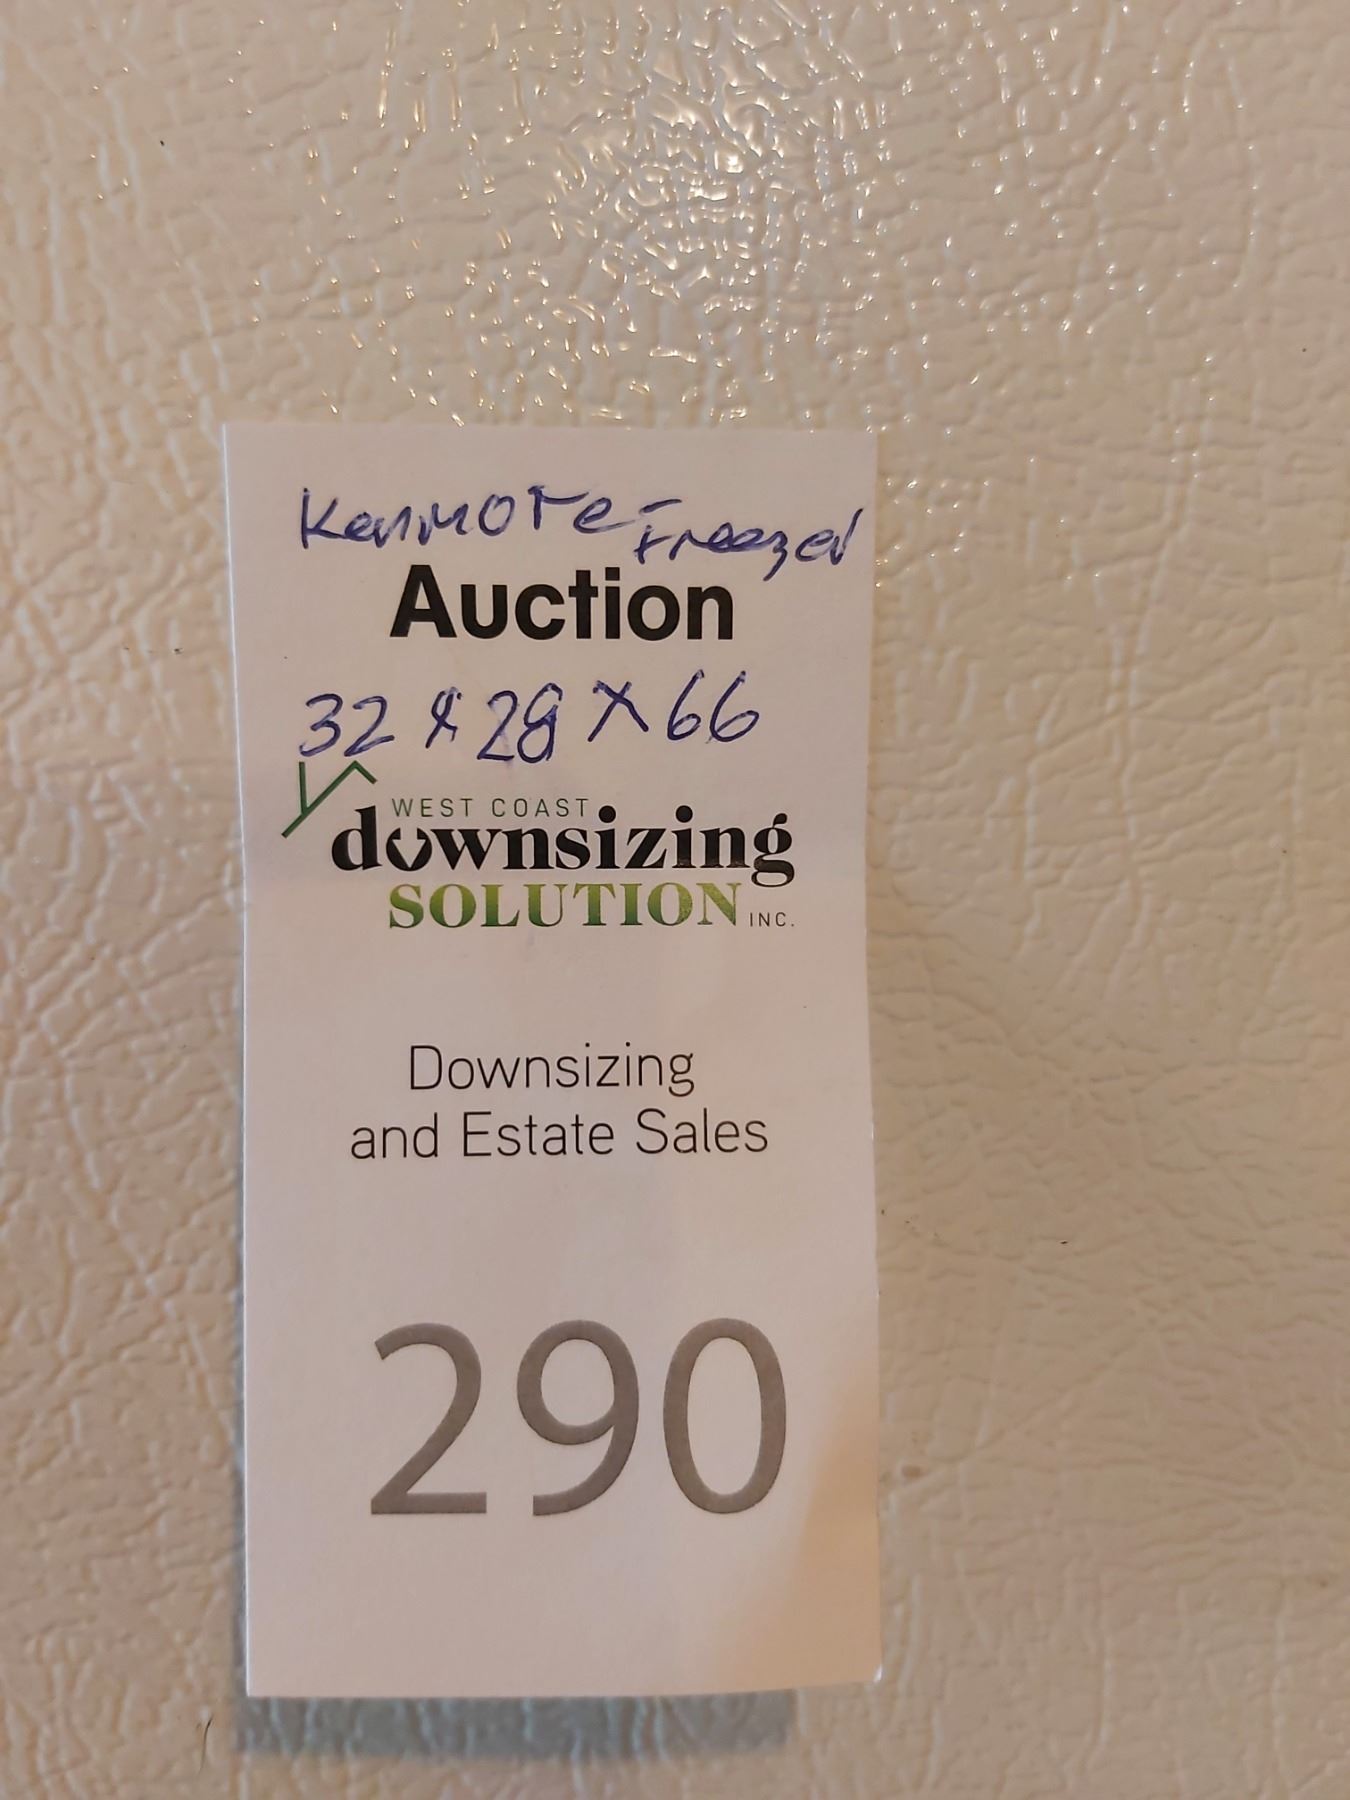 Kenmore - Freezer
Auction
32 x 28 x 66
WEST COAST
downsizing
SOLUTION INC.
Downsizing
and Estate Sales
290